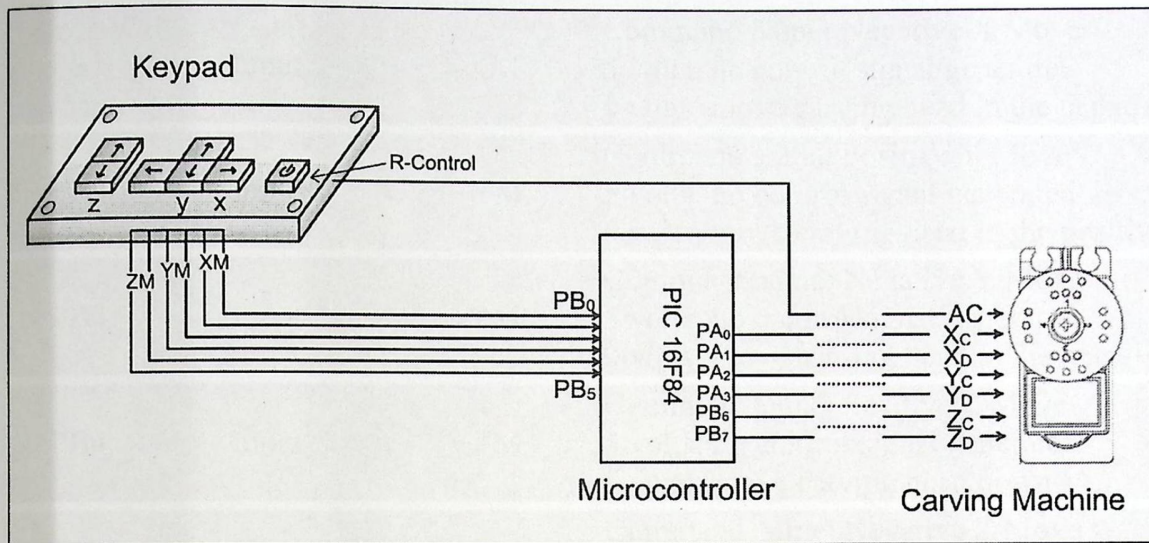 Keypad
R-Control
z y x
ZM YM XM
PB0
PB5
PIC 16F84
PA0
PA1
PA2
PA3
PB6
PB7
AC
XC
XD
YC
YD
ZC
ZD
Microcontroller
Carving Machine